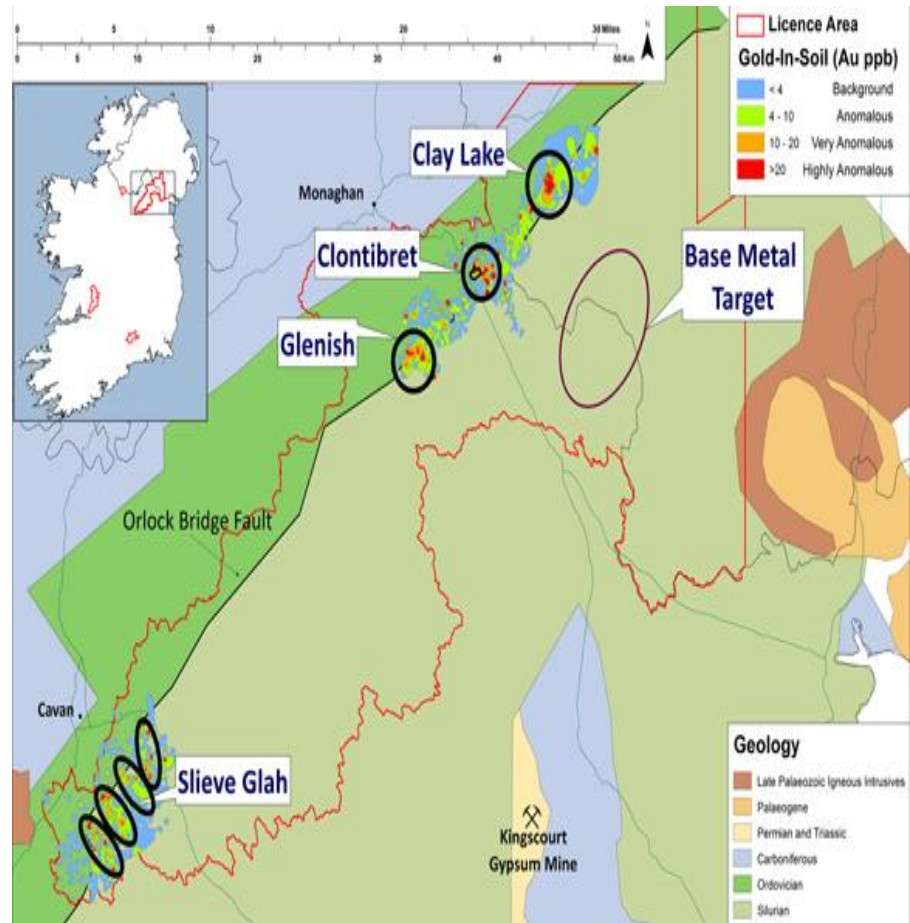 0 5 10 20 30 Miles
0 5 10 20 30 40 50 Km
N
Licence Area
Gold-In-Soil (Au ppb)
< 4 Background
4 - 10 Anomalous
10 - 20 Very Anomalous
>20 Highly Anomalous
Clay Lake
Monaghan
Clontibret
Base Metal
Target
Glenish
Orlock Bridge Fault
Cavan
Slieve Glah
Kingscourt
Gypsum Mine
Geology
Late Palaeozoic Igneous Intrusives
Palaeogene
Permian and Triassic
Carboniferous
Ordovician
Silurian